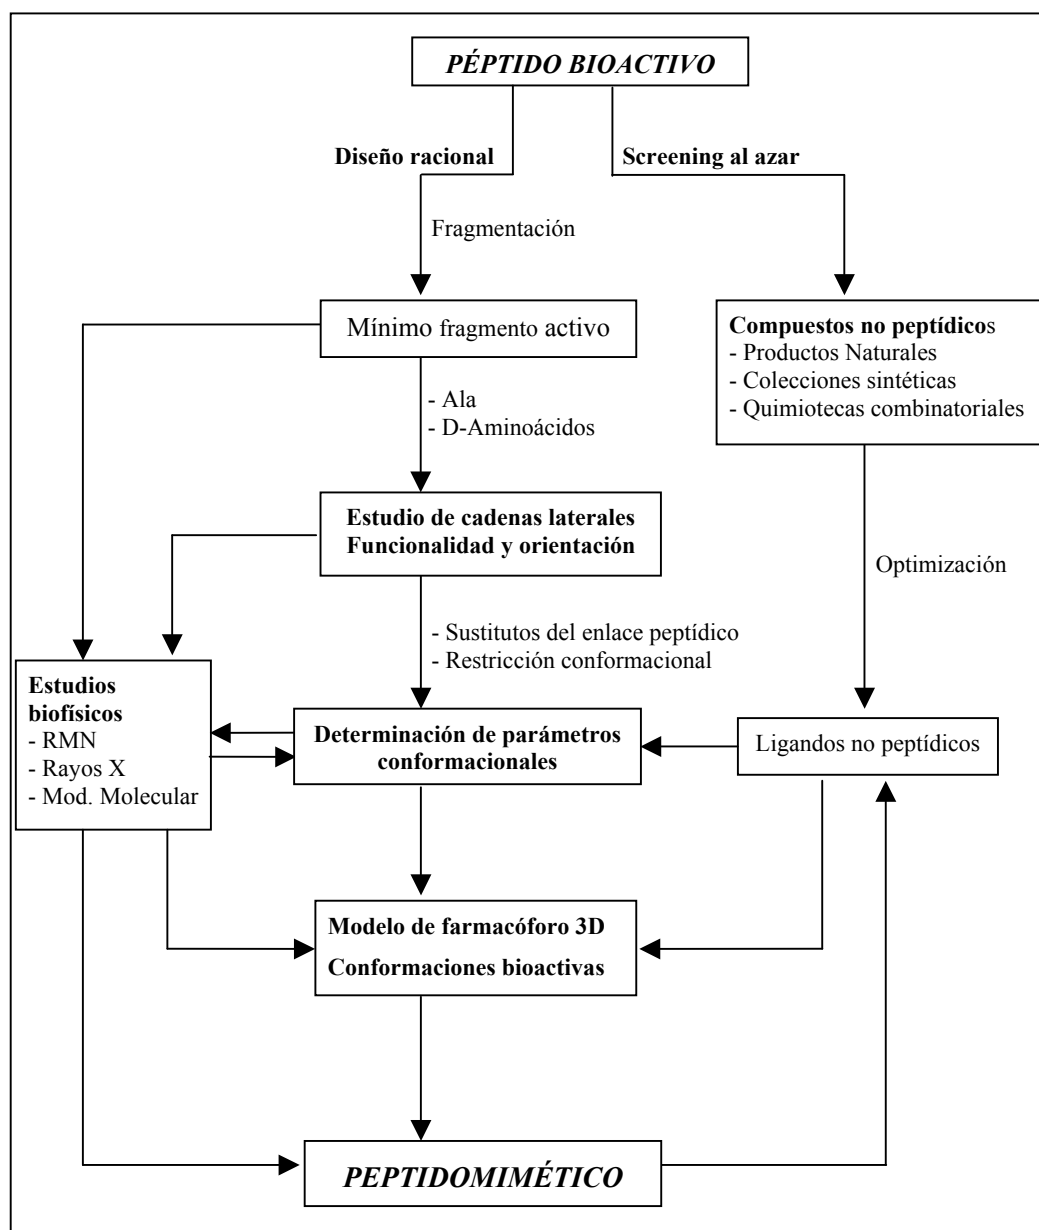 PÉPTIDO BIOACTIVO
Diseño racional
Screening al azar
Fragmentación
Mínimo fragmento activo
Compuestos no peptídicos
- Productos Naturales
- Colecciones sintéticas
- Quimiotecas combinatoriales
- Ala
- D-Aminoácidos
Estudio de cadenas laterales
Funcionalidad y orientación
Optimización
- Sustitutos del enlace peptídico
- Restricción conformacional
Estudios
biofísicos
- RMN
- Rayos X
- Mod. Molecular
Determinación de parámetros
conformacionales
Ligandos no peptídicos
Modelo de farmacóforo 3D
Conformaciones bioactivas
PEPTIDOMIMÉTICO